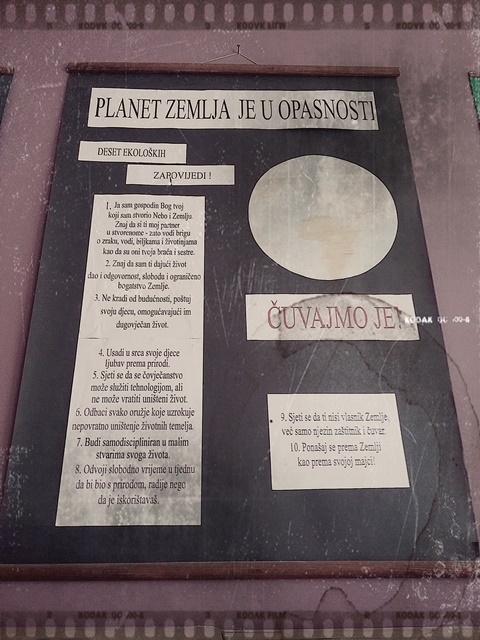 PLANET ZEMLJA JE U OPASNOSTI
DESET EKOLOŠKIH
ZAPOVIJEDI !
1. Ja sam gospodin Bog tvoj
koji sam stvorio Nebo i Zemlju.
Znaj da si ti moj partner
u stvorenome - zato vodi brigu
o zraku, vodi, biljkama i životinjama
kao da su oni tvoja braća i sestre.
2. Znaj da sam ti dajući život
dao i odgovornost, slobodu i ograničeno
bogatstvo Zemlje.
3. Ne kradi od budućnosti, poštuj
svoju djecu, omogućavajući im
dugovječan život.
4. Usadi u srca svoje djece
ljubav prema prirodi.
5. Sjeti se da se čovječanstvo
može služiti tehnologijom, ali
ne može vratiti uništeni život.
6. Odbaci svako oružje koje uzrokuje
nepovratno uništenje životnih temelja.
7. Budi samodiscipliniran u malim
stvarima svoga života.
8. Odvoji slobodno vrijeme u tjednu
da bi bio s prirodom, radije nego
da je iskorištavaš.
ČUVAJMO JE!
9. Sjeti se da ti nisi vlasnik Zemlje,
već samo njezin zaštitnik i čuvar.
10. Ponašaj se prema Zemlji
kao prema svojoj majci!